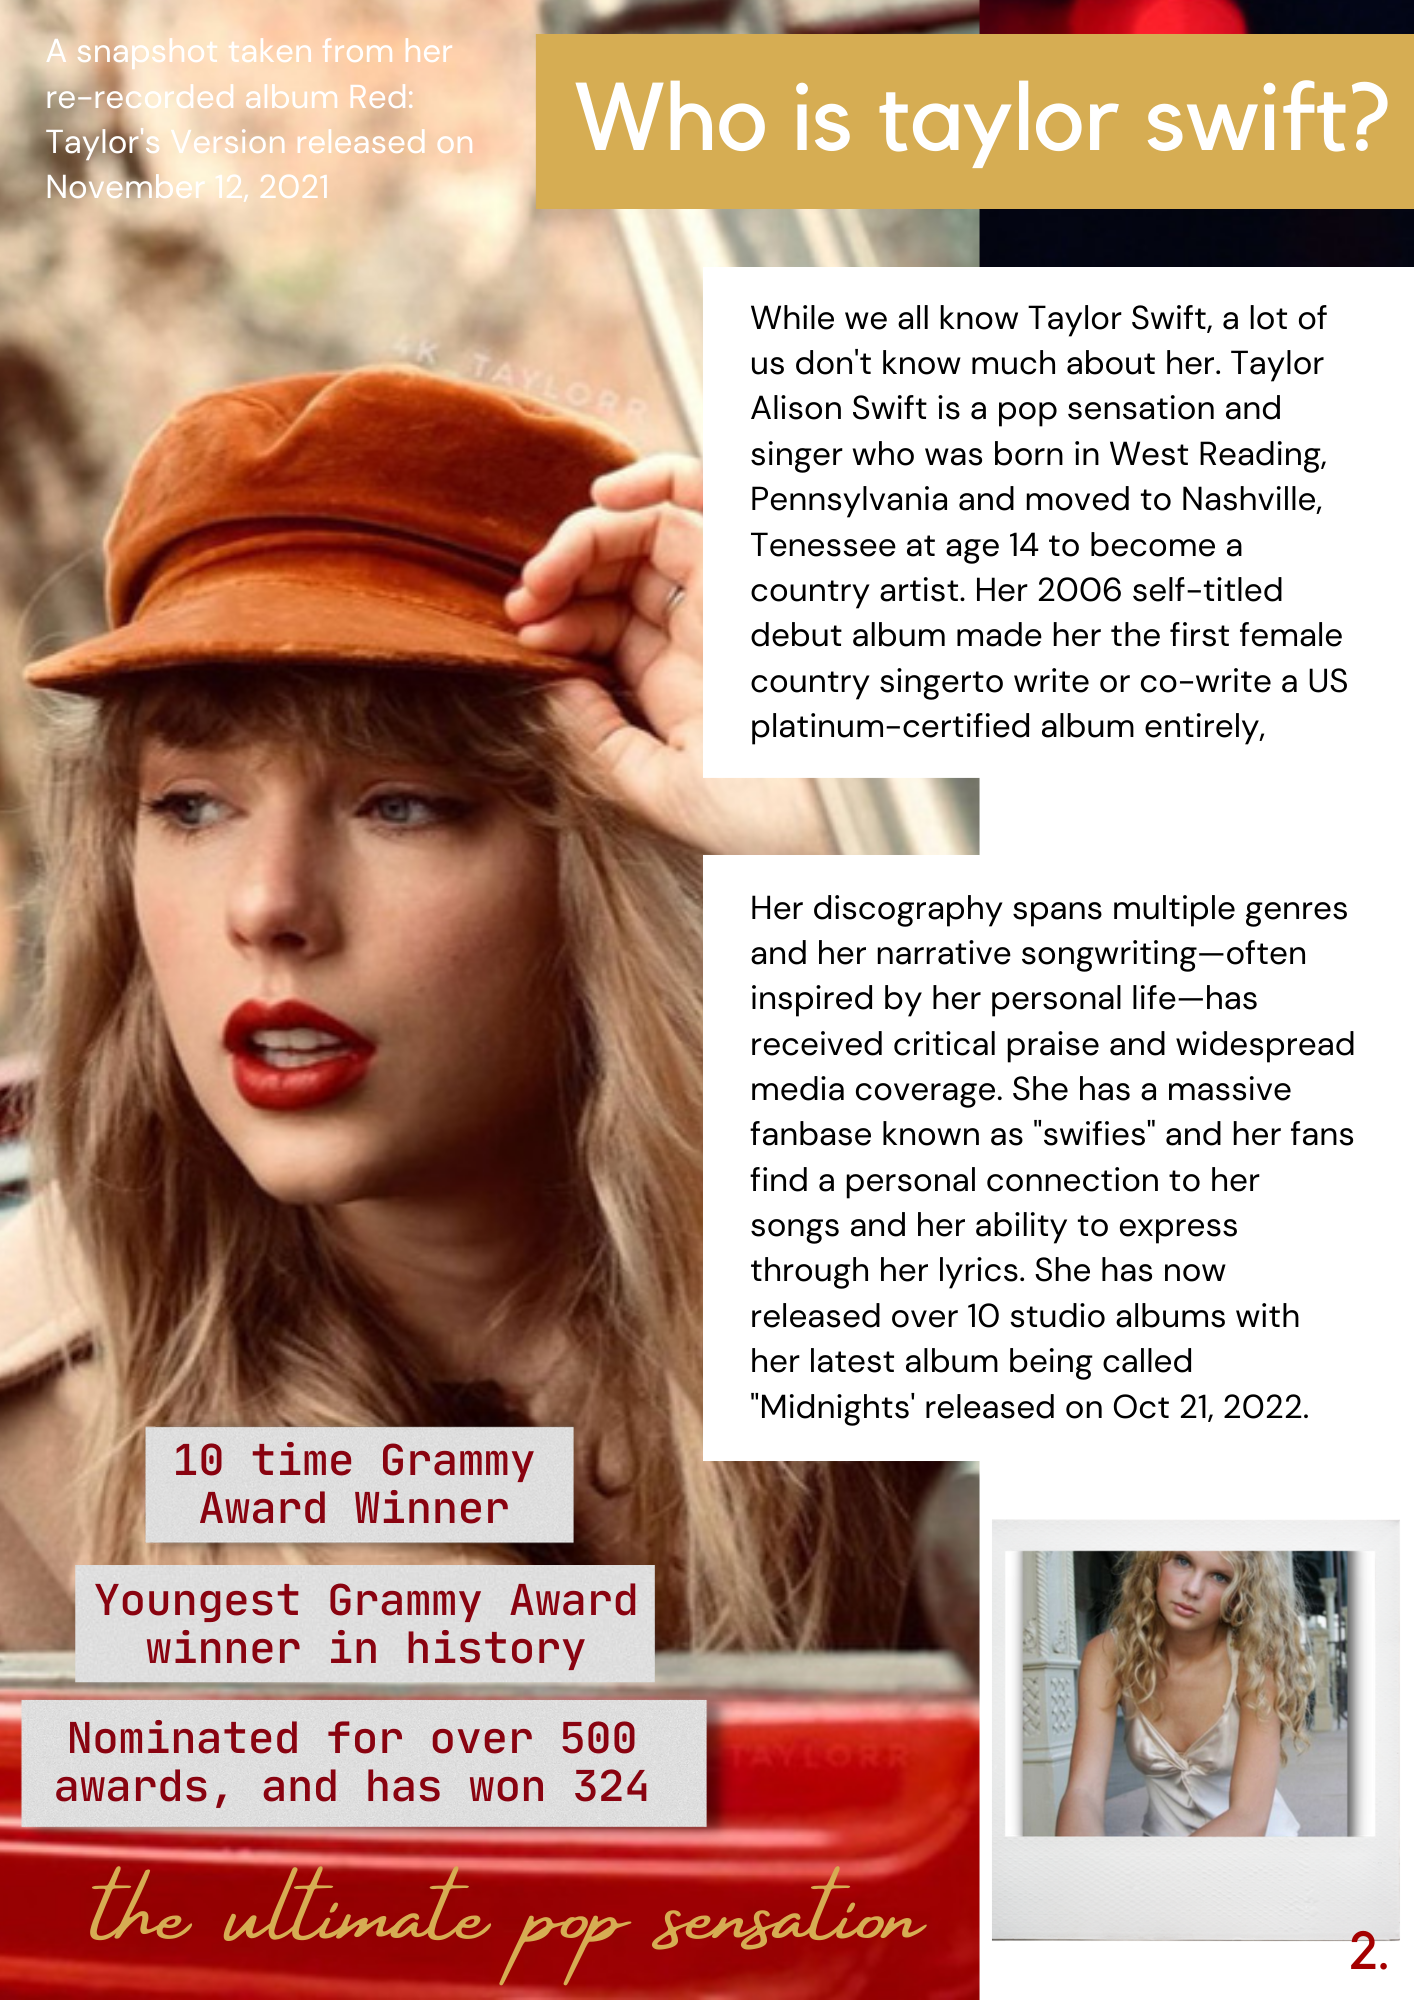 A snapshot taken from her
re-recorded album Red:
Taylor's Version released on
November 12, 2021
Who is taylor swift?
4K TAYLORR
While we all know Taylor Swift, a lot of
us don't know much about her. Taylor
Alison Swift is a pop sensation and
singer who was born in West Reading,
Pennsylvania and moved to Nashville,
Tenessee at age 14 to become a
country artist. Her 2006 self-titled
debut album made her the first female
country singerto write or co-write a US
platinum-certified album entirely,
Her discography spans multiple genres
and her narrative songwriting—often
inspired by her personal life—has
received critical praise and widespread
media coverage. She has a massive
fanbase known as "swifies" and her fans
find a personal connection to her
songs and her ability to express
through her lyrics. She has now
released over 10 studio albums with
her latest album being called
"Midnights' released on Oct 21, 2022.
10 time Grammy
Award Winner
Youngest Grammy Award
winner in history
Nominated for over 500
awards, and has won 324
TAYLORR
the ultimate pop sensation
2.